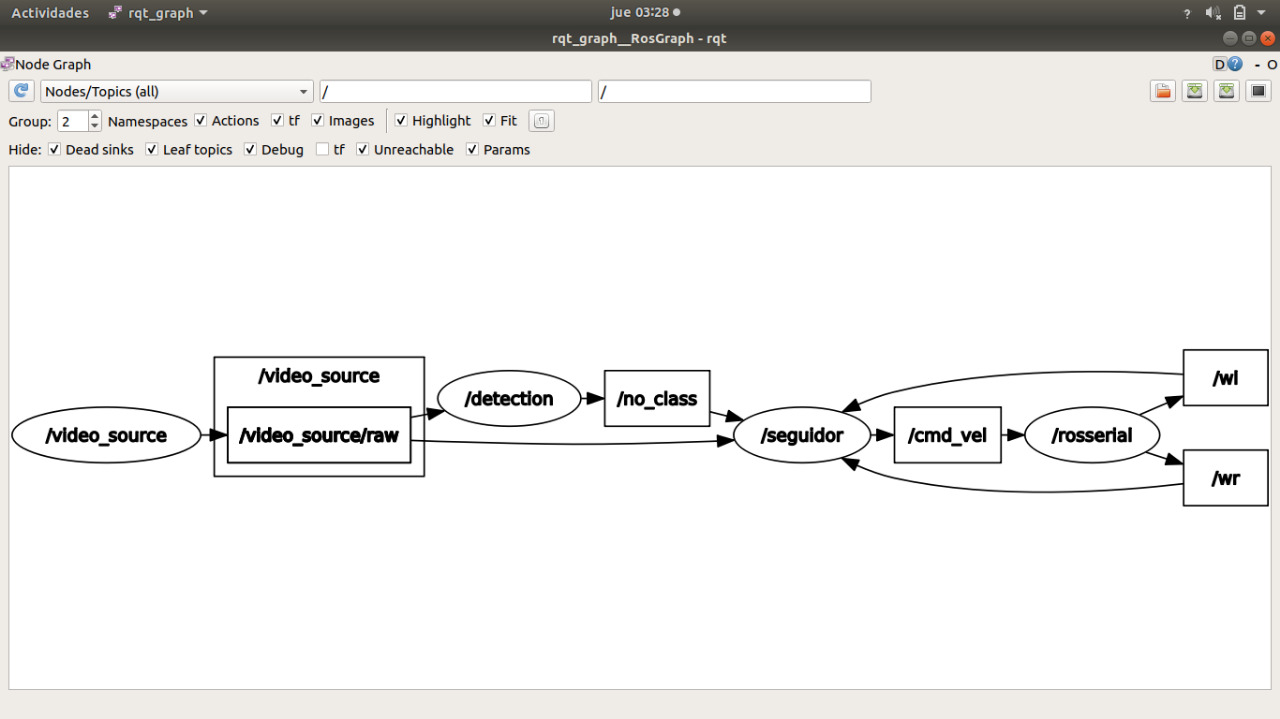 Actividades rqt_graph jue 03:28 ?
rqt_graph__RosGraph - rqt
Node Graph D ? - O
Nodes/Topics (all) / /
Group: 2 Namespaces Actions tf Images Highlight Fit
Hide: Dead sinks Leaf topics Debug tf Unreachable Params
/video_source
/video_source
/video_source/raw
/detection
/no_class
/seguidor
/cmd_vel
/rosserial
/wl
/wr